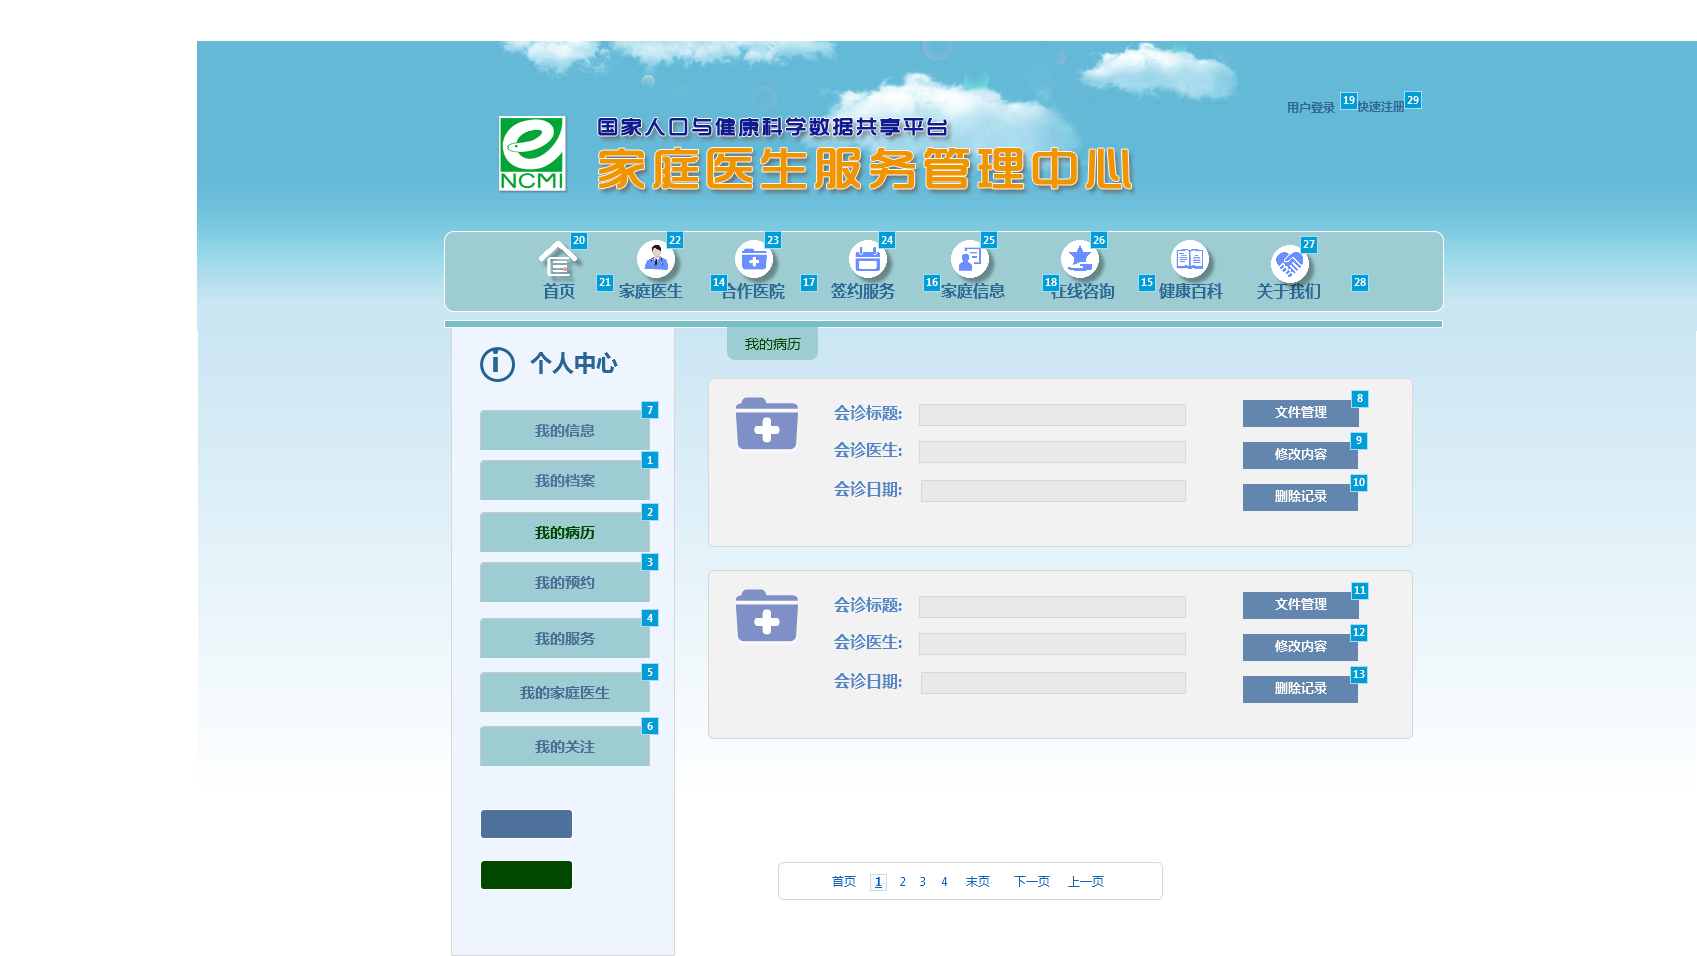 用户登录 19 快速注册 29
国家人口与健康科学数据共享平台
家庭医生服务管理中心
NCMI
20 22 23 24 25 26 27
首页 21 家庭医生 14 合作医院 17 签约服务 16 家庭信息 18 在线咨询 15 健康百科 关于我们 28
我的病历
i 个人中心
7
我的信息
1
我的档案
2
我的病历
3
我的预约
4
我的服务
5
我的家庭医生
6
我的关注
会诊标题: 文件管理 8
会诊医生: 修改内容 9
会诊日期: 删除记录 10
会诊标题: 文件管理 11
会诊医生: 修改内容 12
会诊日期: 删除记录 13
首页 1 2 3 4 末页 下一页 上一页